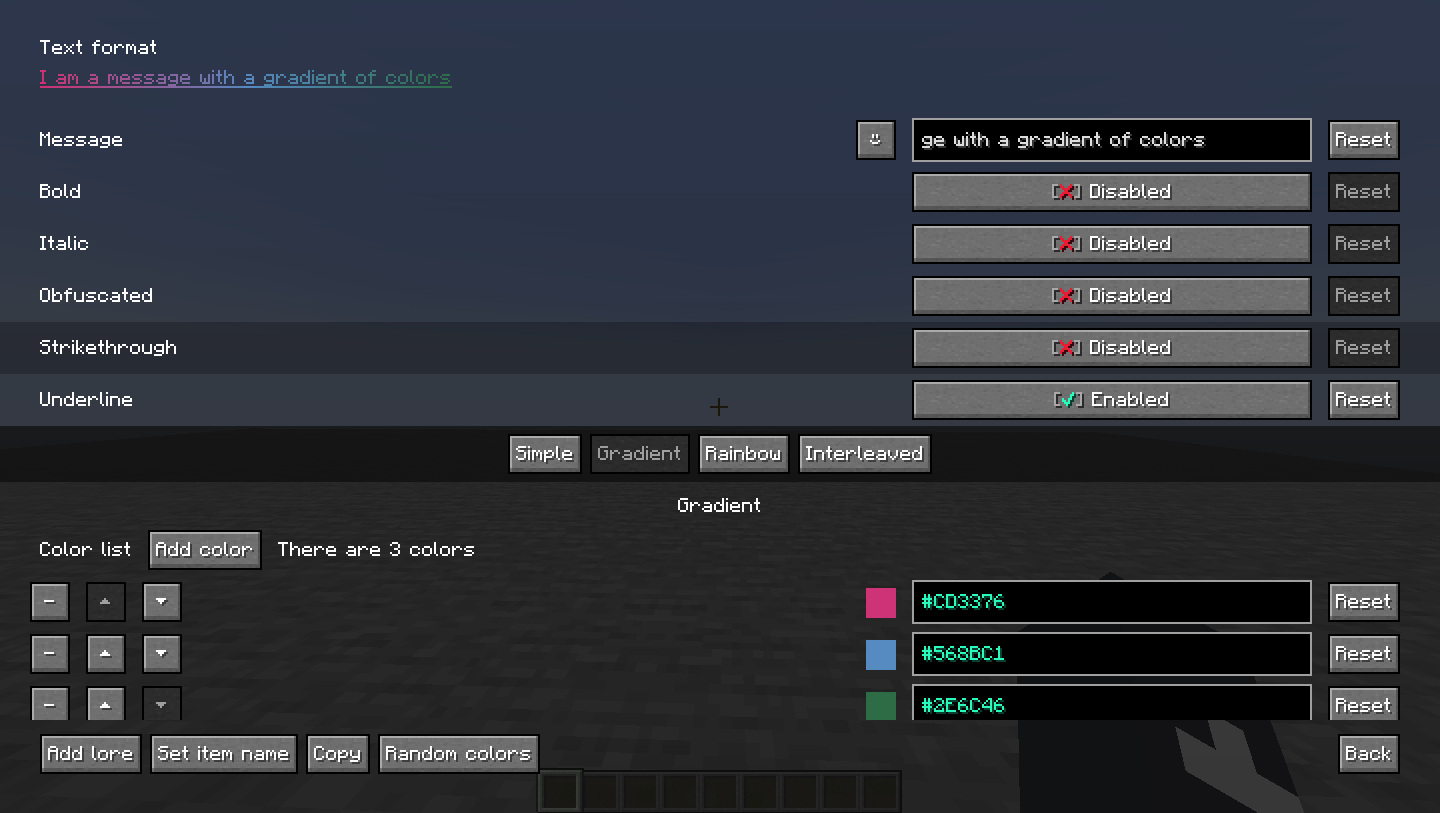 Text format
I am a message with a gradient of colors
Message ge with a gradient of colors Reset
Bold [✗] Disabled Reset
Italic [✗] Disabled Reset
Obfuscated [✗] Disabled Reset
Strikethrough [✗] Disabled Reset
Underline [✓] Enabled Reset
Simple Gradient Rainbow Interleaved
Gradient
Color list Add color There are 3 colors
- ▲ ▼ #CD3376 Reset
- ▲ ▼ #568BC1 Reset
- ▲ ▼ #2E6C46 Reset
Add lore Set item name Copy Random colors Back